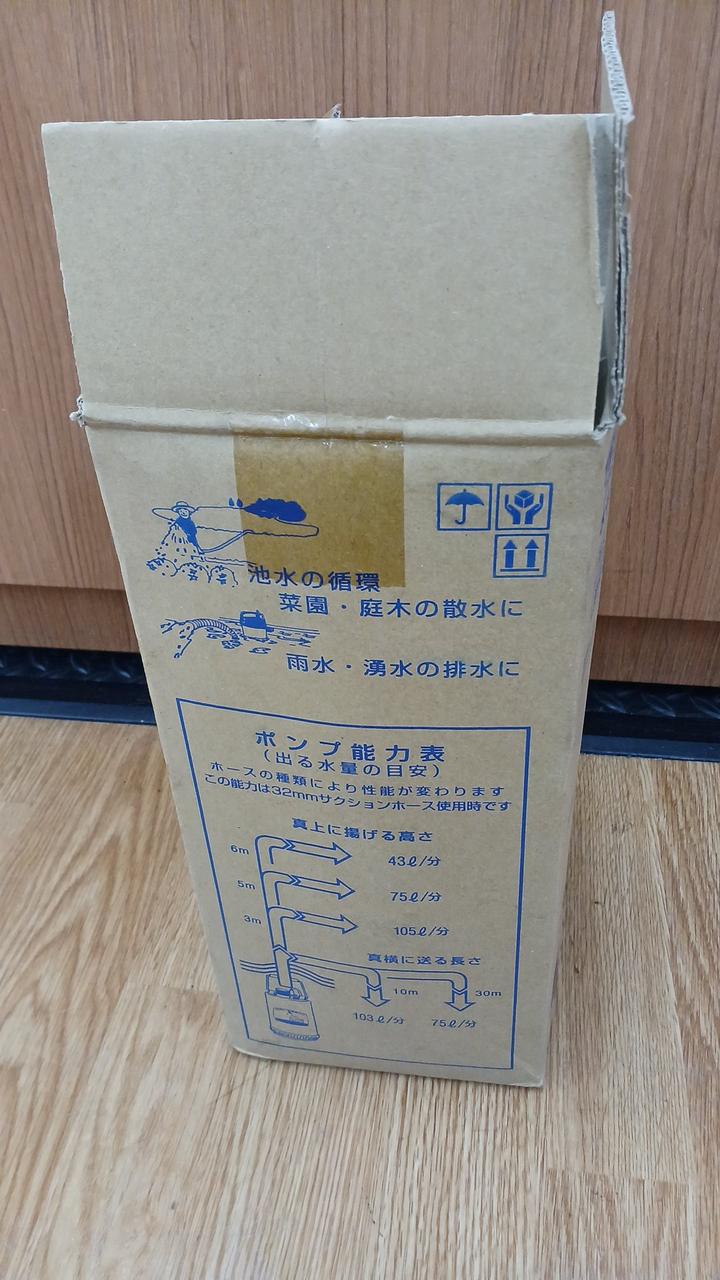 池水の循環
菜園・庭木の散水に
雨水・湧水の排水に
ポンプ能力表
(出る水量の目安)
ホースの種類により性能が変わります
この能力は32mmサクションホース使用時です
真上に揚げる高さ
6m 43ℓ/分
5m 75ℓ/分
3m 105ℓ/分
真横に送る長さ
10m 30m
103ℓ/分 75ℓ/分